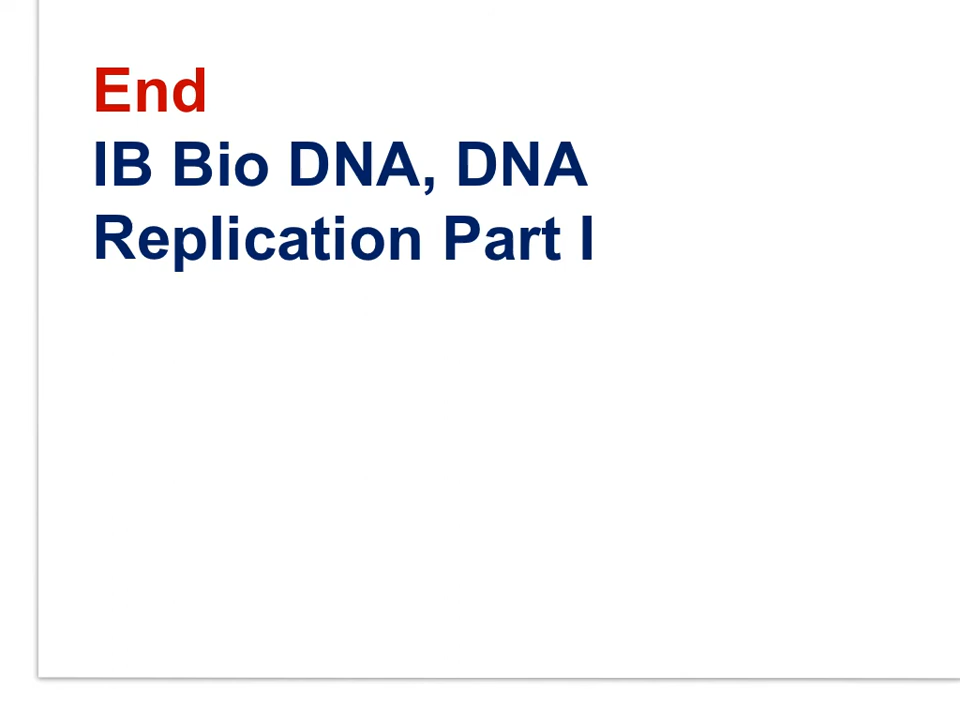 End
IB Bio DNA, DNA
Replication Part I